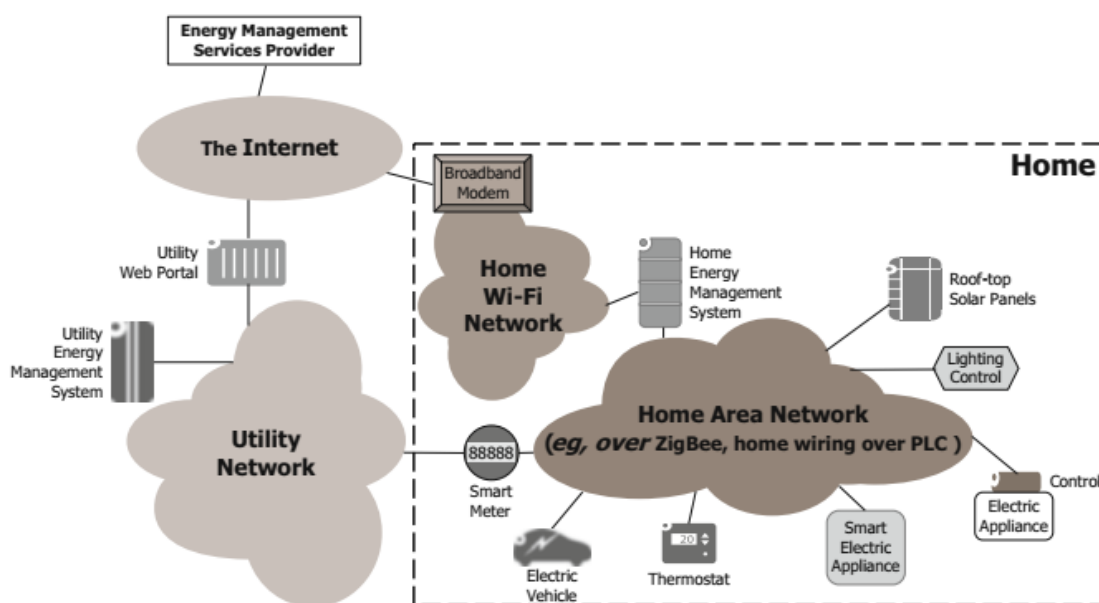 Energy Management
Services Provider
The Internet
Home
Broadband
Modem
Utility
Web Portal
Home
Wi-Fi
Network
Home
Energy
Management
System
Roof-top
Solar Panels
Utility
Energy
Management
System
Lighting
Control
Utility
Network
Home Area Network
(eg, over ZigBee, home wiring over PLC )
88888
Smart
Meter
Control
Electric
Appliance
Smart
Electric
Appliance
20
Thermostat
Electric
Vehicle